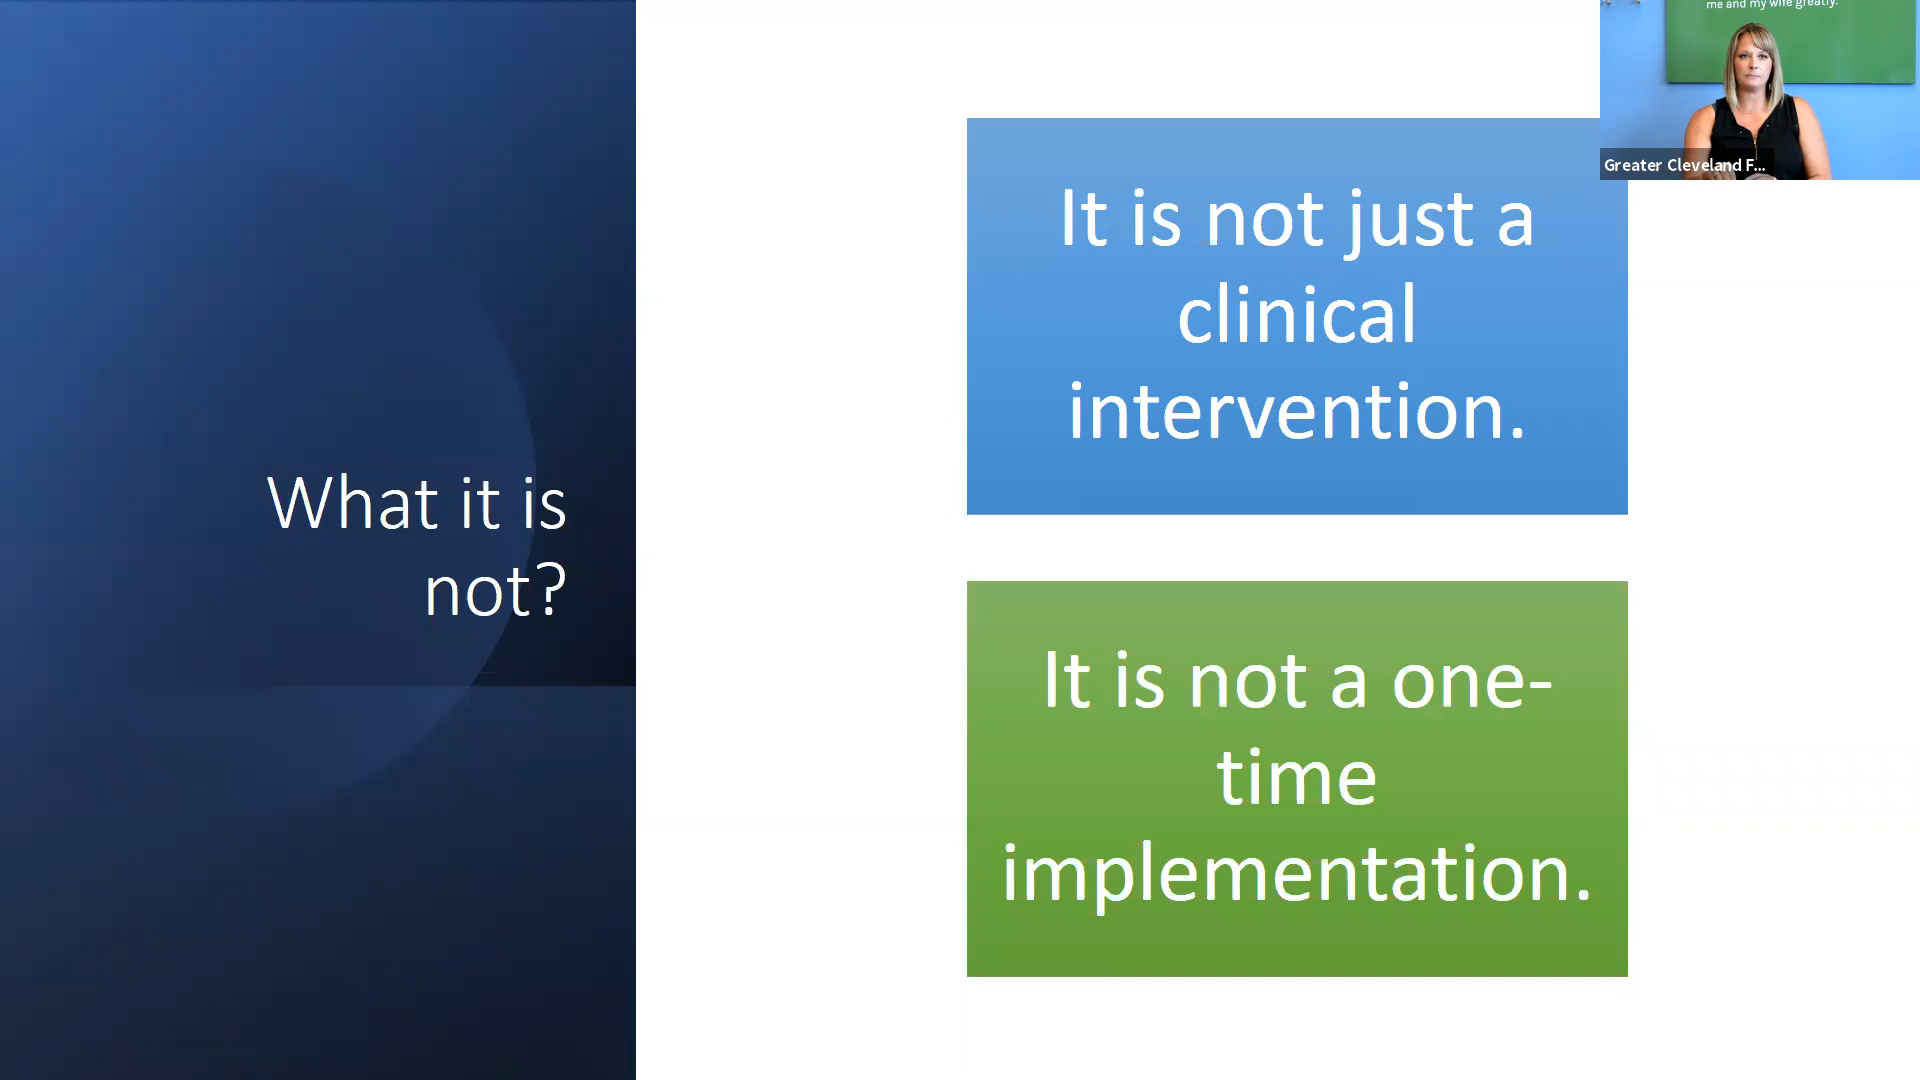 What it is
not?
It is not just a
clinical
intervention.
It is not a one-
time
implementation.
me and my wife greatly.
Greater Cleveland F...